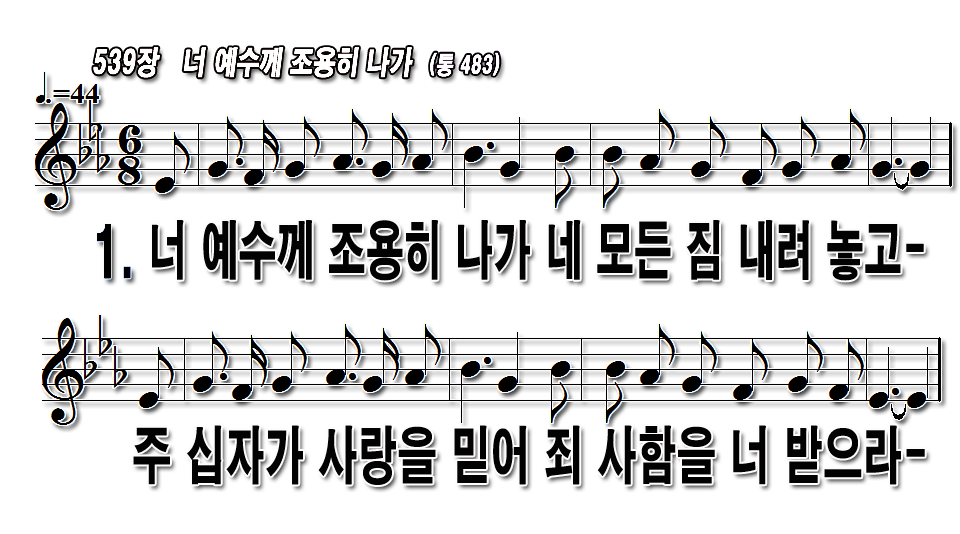 539장 너 예수께 조용히 나가 (통 483)
♩.=44
6
8
1. 너 예수께 조용히 나가 네 모든 짐 내려 놓고-
주 십자가 사랑을 믿어 죄 사함을 너 받으라-